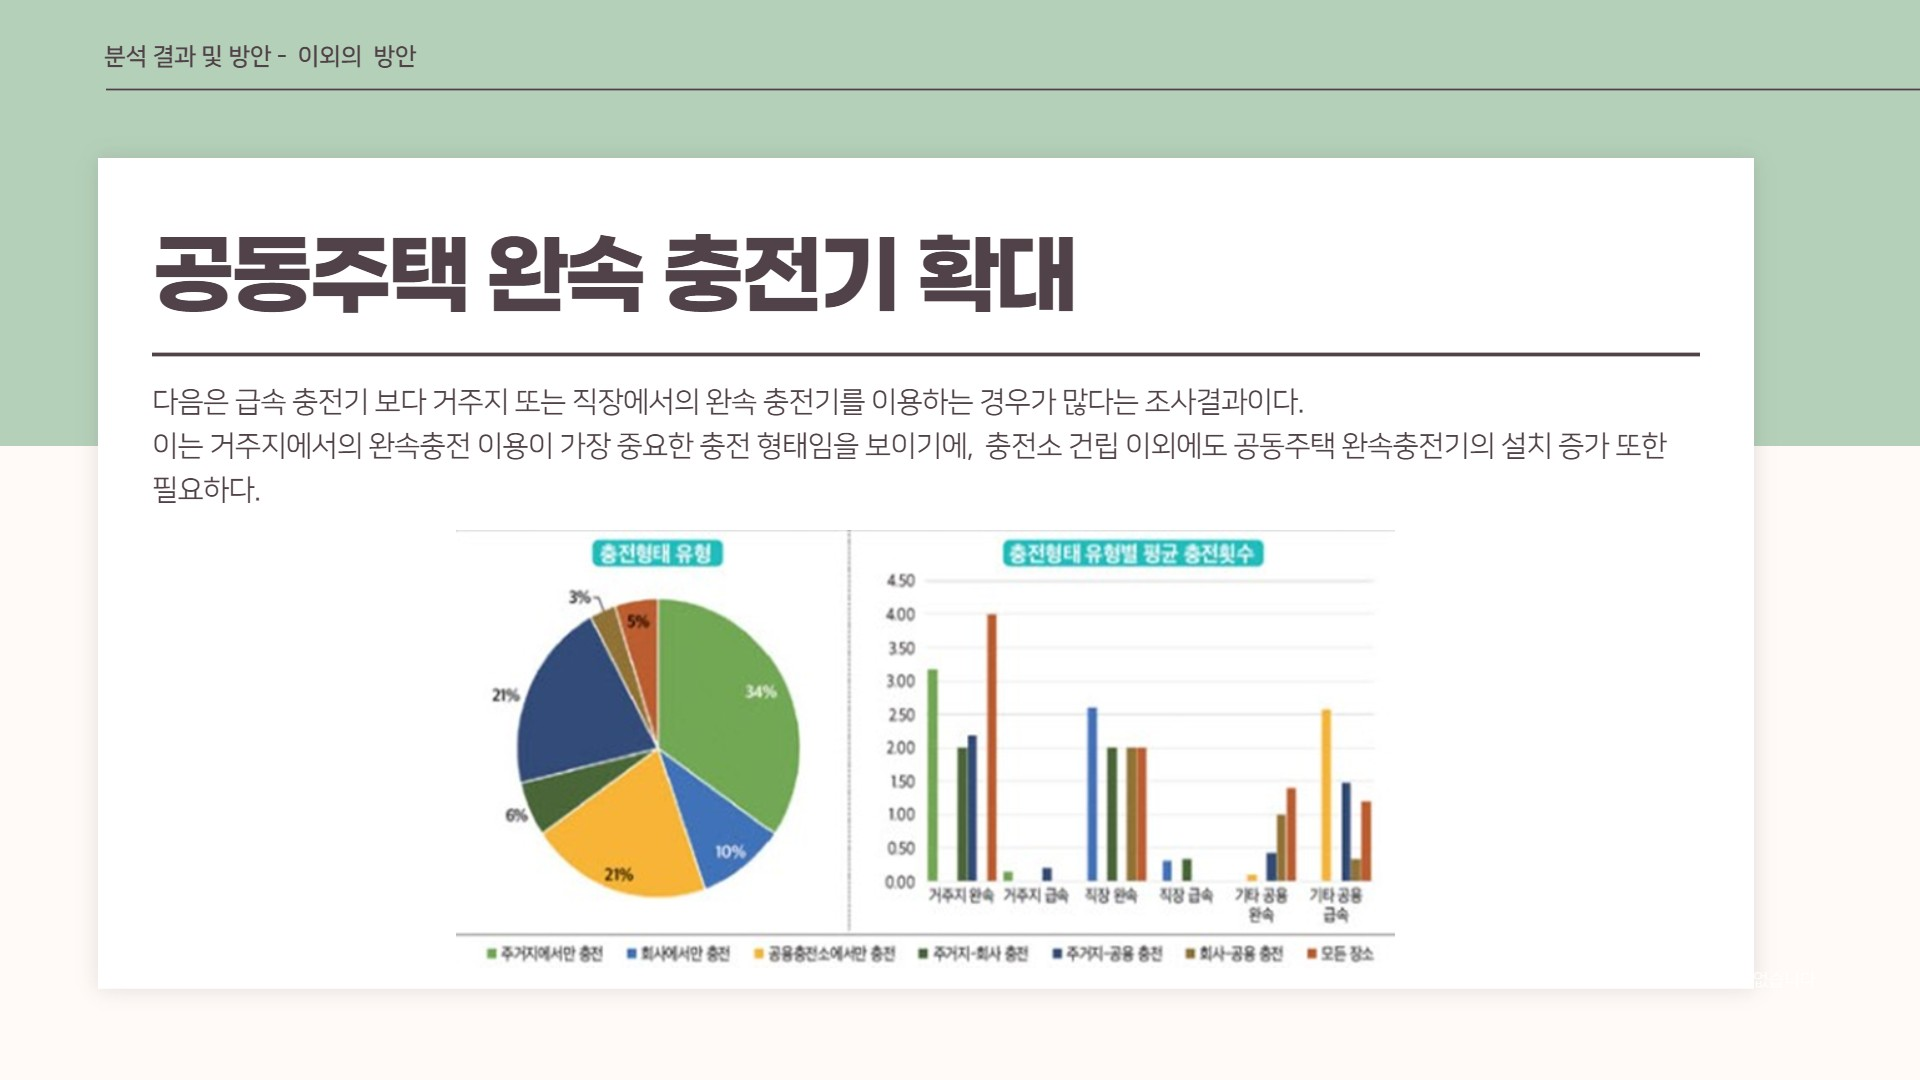 분석 결과 및 방안 - 이외의 방안
공동주택 완속 충전기 확대
다음은 급속 충전기 보다 거주지 또는 직장에서의 완속 충전기를 이용하는 경우가 많다는 조사결과이다.
이는 거주지에서의 완속충전 이용이 가장 중요한 충전 형태임을 보이기에, 충전소 건립 이외에도 공동주택 완속충전기의 설치 증가 또한
필요하다.
충전형태 유형
3%
5%
34%
21%
6%
10%
21%
충전형태 유형별 평균 충전횟수
4.50
4.00
3.50
3.00
2.50
2.00
1.50
1.00
0.50
0.00
거주지 완속 거주지 급속 직장 완속 직장 급속 기타 공용 기타 공용
완속 급속
주거지에서만 충전 회사에서만 충전 공용충전소에서만 충전 주거지-회사 충전 주거지-공용 충전 회사-공용 충전 모든 장소